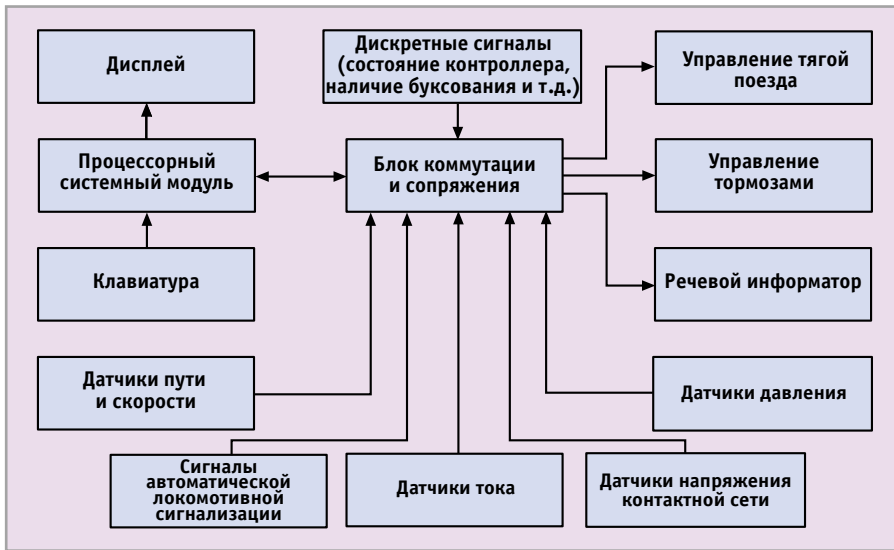 Дисплей
Дискретные сигналы
(состояние контроллера,
наличие буксования и т.д.)
Управление тягой
поезда
Процессорный
системный модуль
Блок коммутации
и сопряжения
Управление
тормозами
Клавиатура
Речевой информатор
Датчики пути
и скорости
Датчики давления
Сигналы
автоматической
локомотивной
сигнализации
Датчики тока
Датчики напряжения
контактной сети